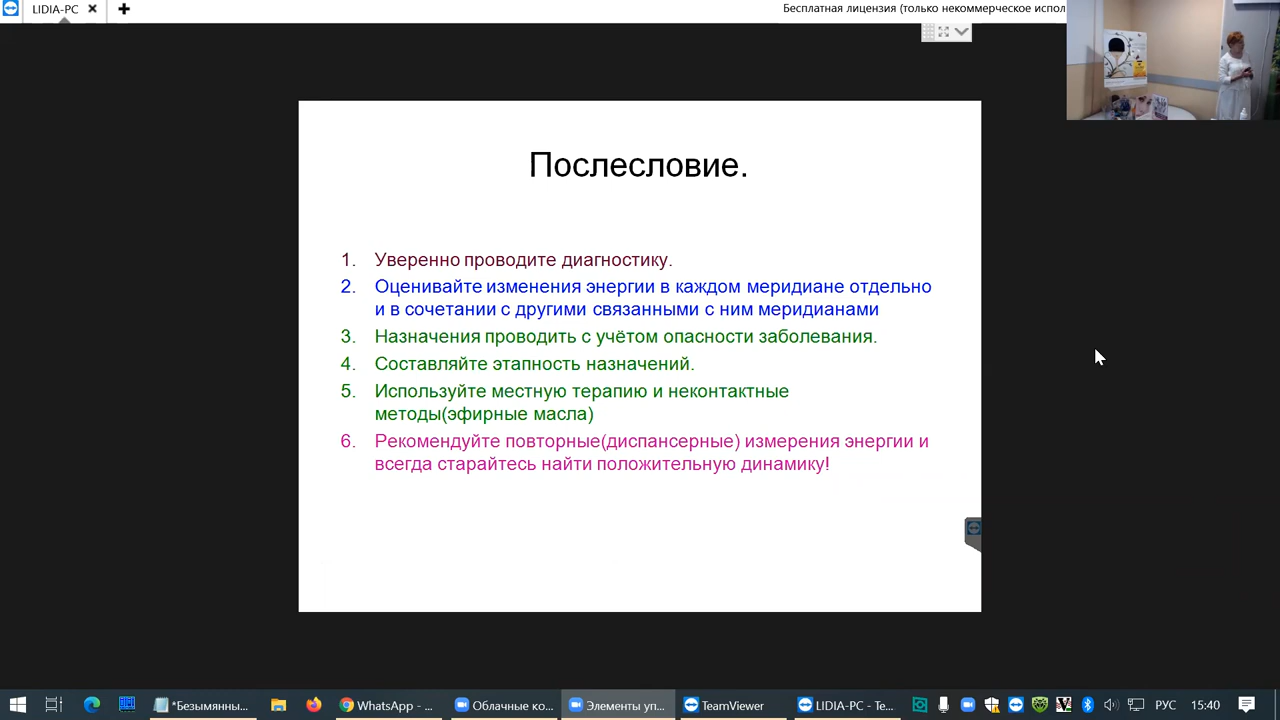 LIDIA-PC
Бесплатная лицензия (только некоммерческое испол
Послесловие.
1. Уверенно проводите диагностику.
2. Оценивайте изменения энергии в каждом меридиане отдельно
и в сочетании с другими связанными с ним меридианами
3. Назначения проводить с учётом опасности заболевания.
4. Составляйте этапность назначений.
5. Используйте местную терапию и неконтактные
методы(эфирные масла)
6. Рекомендуйте повторные(диспансерные) измерения энергии и
всегда старайтесь найти положительную динамику!
*Безымянны... WhatsApp - ... Облачные ко... Элементы уп... TeamViewer LIDIA-PC - Te... РУС 15:40